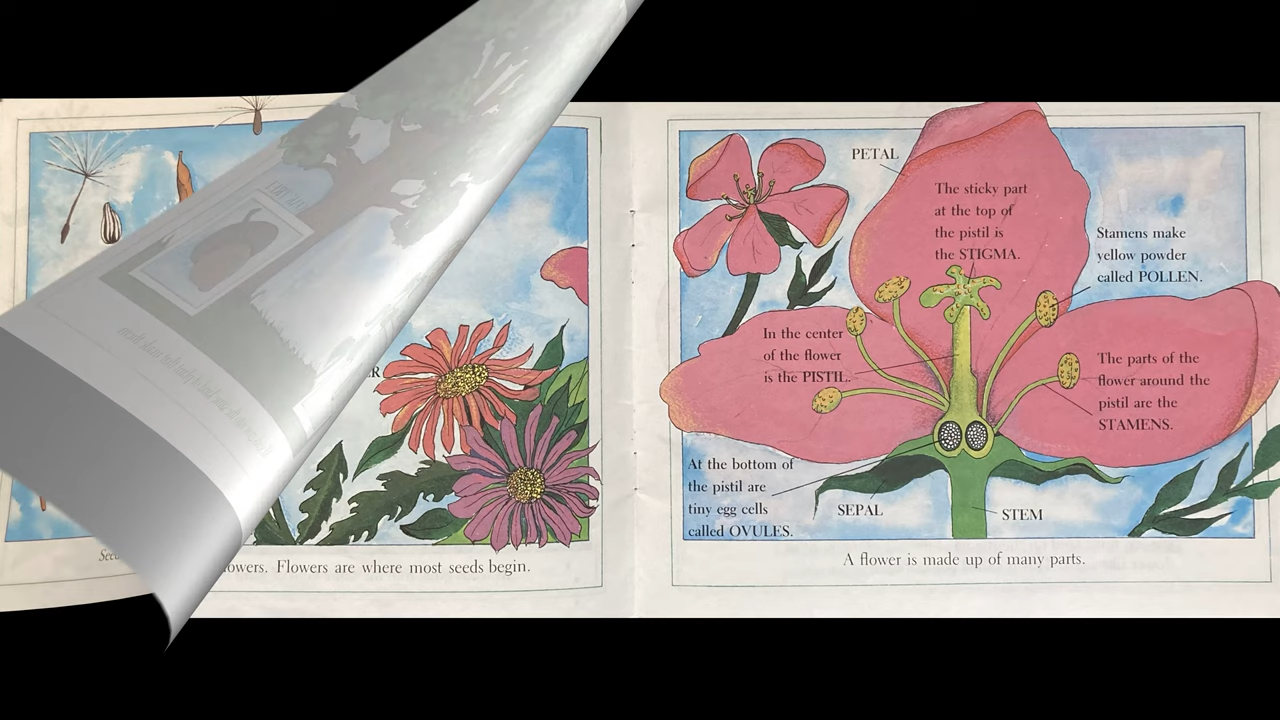 owers. Flowers are where most seeds begin.
PETAL
The sticky part
at the top of
the pistil is
the STIGMA.
Stamens make
yellow powder
called POLLEN.
In the center
of the flower
is the PISTIL.
The parts of the
flower around the
pistil are the
STAMENS.
At the bottom of
the pistil are
tiny egg cells
called OVULES.
SEPAL
STEM
A flower is made up of many parts.